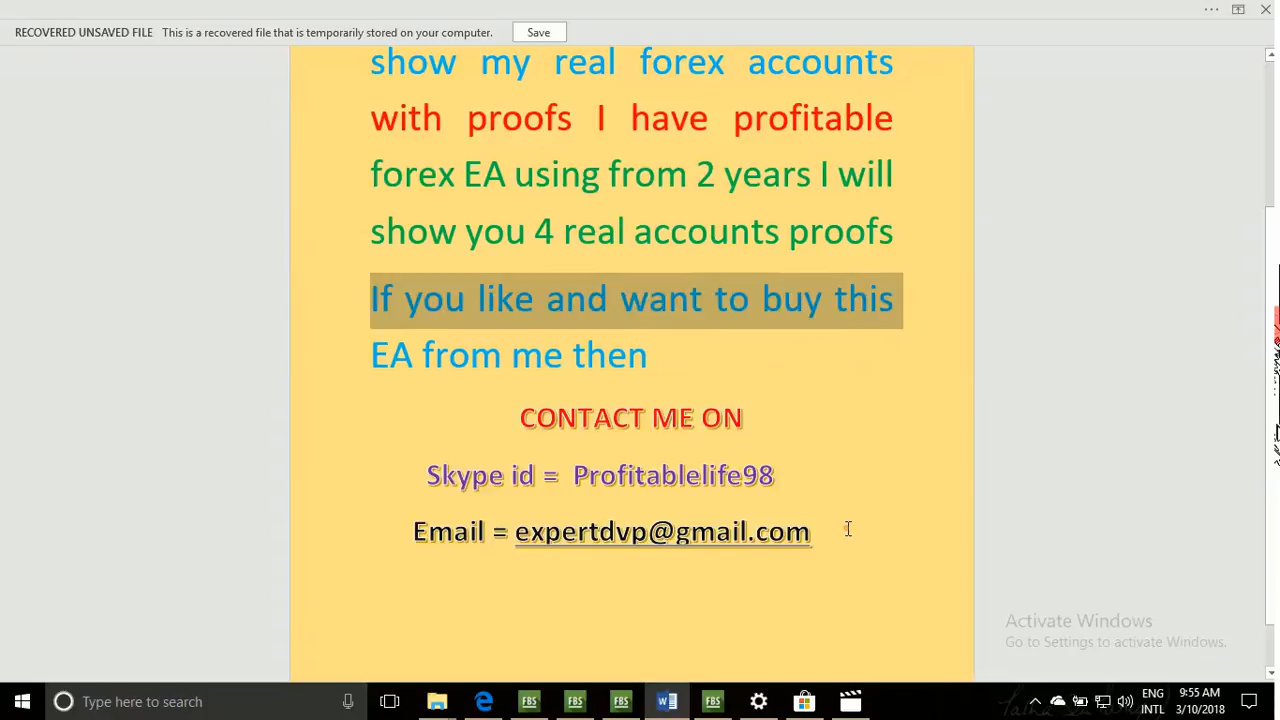 RECOVERED UNSAVED FILE This is a recovered file that is temporarily stored on your computer. Save
show my real forex accounts
with proofs I have profitable
forex EA using from 2 years I will
show you 4 real accounts proofs
If you like and want to buy this
EA from me then
CONTACT ME ON
Skype id = Profitablelife98
Email = expertdvp@gmail.com
Activate Windows
Go to Settings to activate Windows.
Type here to search
FBS FBS FBS FBS
ENG 9:55 AM
INTL 3/10/2018